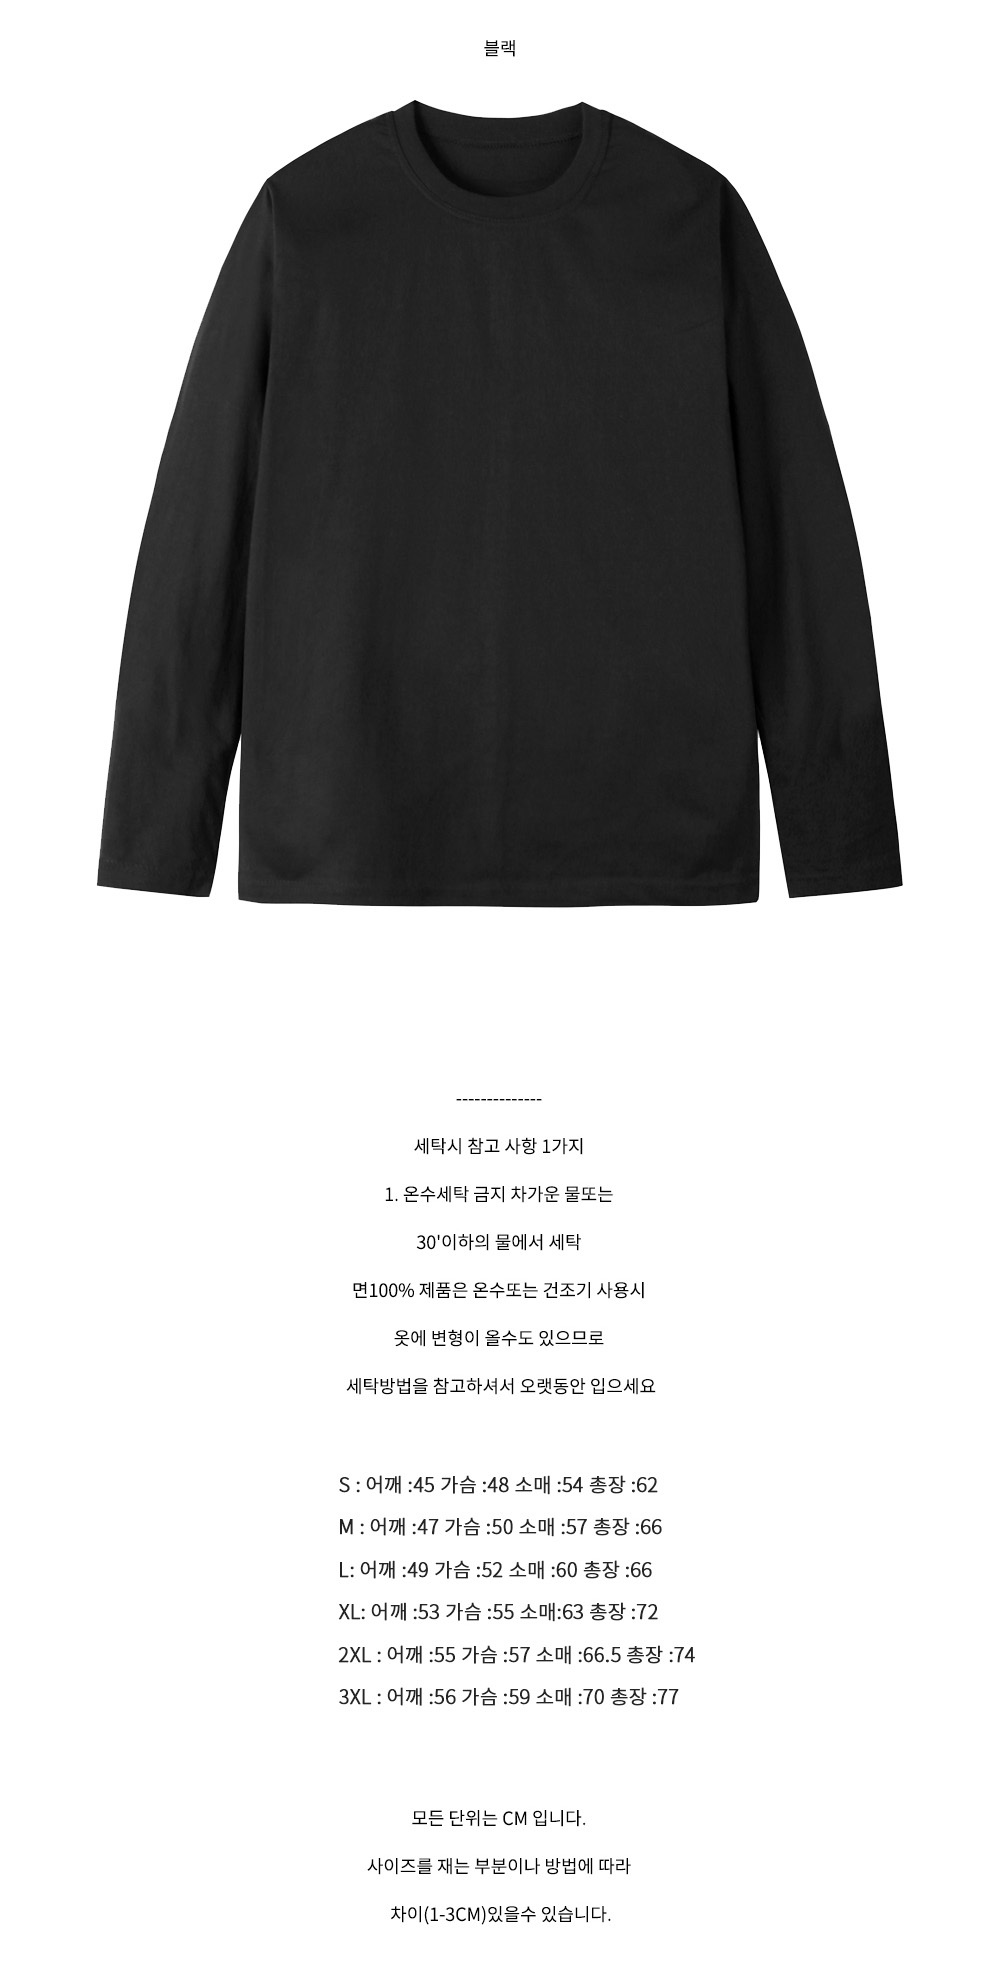 블랙
--------------
세탁시 참고 사항 1가지
1. 온수세탁 금지 차가운 물또는
30'이하의 물에서 세탁
면100% 제품은 온수또는 건조기 사용시
옷에 변형이 올수도 있으므로
세탁방법을 참고하셔서 오랫동안 입으세요
S : 어깨 :45 가슴 :48 소매 :54 총장 :62
M : 어깨 :47 가슴 :50 소매 :57 총장 :66
L: 어깨 :49 가슴 :52 소매 :60 총장 :66
XL: 어깨 :53 가슴 :55 소매:63 총장 :72
2XL : 어깨 :55 가슴 :57 소매 :66.5 총장 :74
3XL : 어깨 :56 가슴 :59 소매 :70 총장 :77
모든 단위는 CM 입니다.
사이즈를 재는 부분이나 방법에 따라
차이(1-3CM)있을수 있습니다.